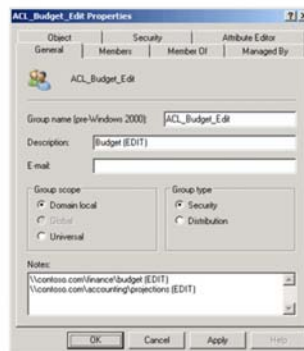 ACL_Budget_Edit Properties
Object Security Attribute Editor
General Members Member Of Managed By
ACL_Budget_Edit
Group name (pre-Windows 2000): ACL_Budget_Edit
Description: Budget (EDIT)
E-mail:
Group scope
Domain local
Global
Universal
Group type
Security
Distribution
Notes:
\\contoso.com\finance\budget (EDIT)
\\contoso.com\accounting\projections (EDIT)
OK Cancel Apply Help